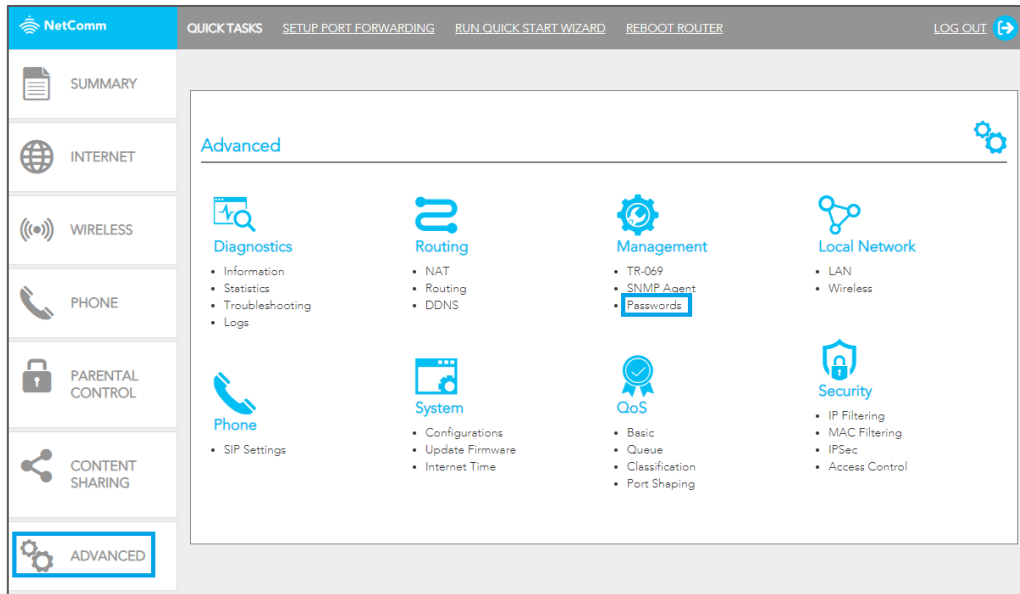 NetComm
QUICK TASKS SETUP PORT FORWARDING RUN QUICK START WIZARD REBOOT ROUTER LOG OUT
SUMMARY
INTERNET
WIRELESS
PHONE
PARENTAL
CONTROL
CONTENT
SHARING
ADVANCED
Advanced
Diagnostics
• Information
• Statistics
• Troubleshooting
• Logs
Routing
• NAT
• Routing
• DDNS
Management
• TR-069
• SNMP Agent
• Passwords
Local Network
• LAN
• Wireless
Phone
• SIP Settings
System
• Configurations
• Update Firmware
• Internet Time
QoS
• Basic
• Queue
• Classification
• Port Shaping
Security
• IP Filtering
• MAC Filtering
• IPSec
• Access Control